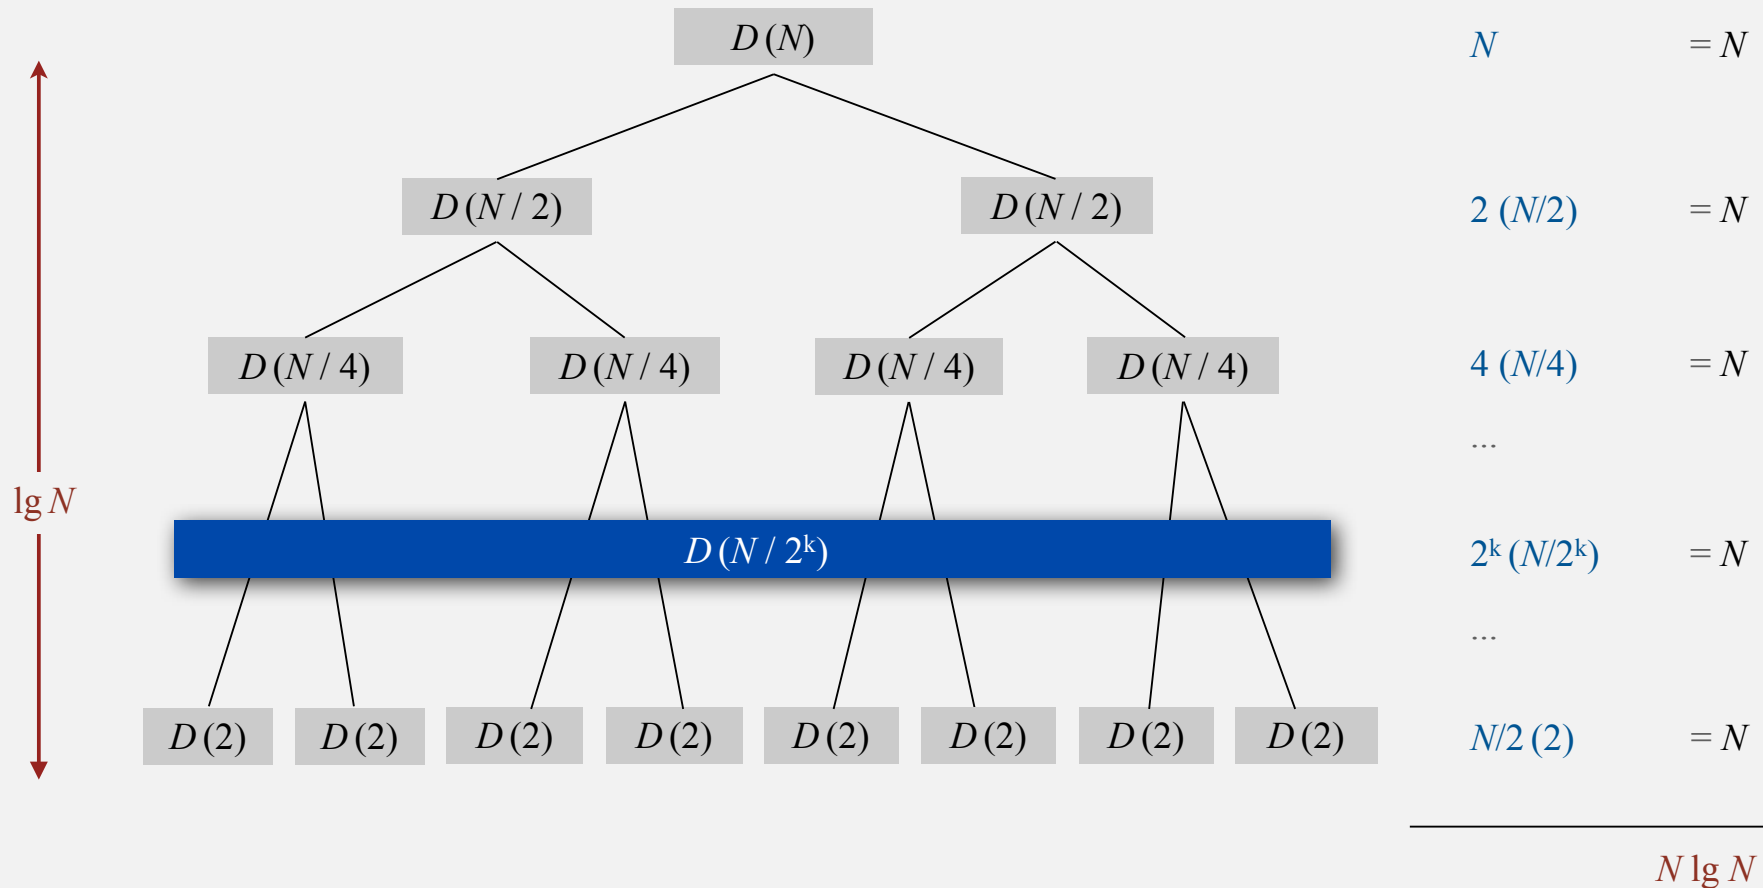 D (N) N = N
D (N / 2) D (N / 2) 2 (N/2) = N
D (N / 4) D (N / 4) D (N / 4) D (N / 4) 4 (N/4) = N
...
lg N
D (N / 2ᵏ) 2ᵏ (N/2ᵏ) = N
...
D (2) D (2) D (2) D (2) D (2) D (2) D (2) D (2) N/2 (2) = N
N lg N